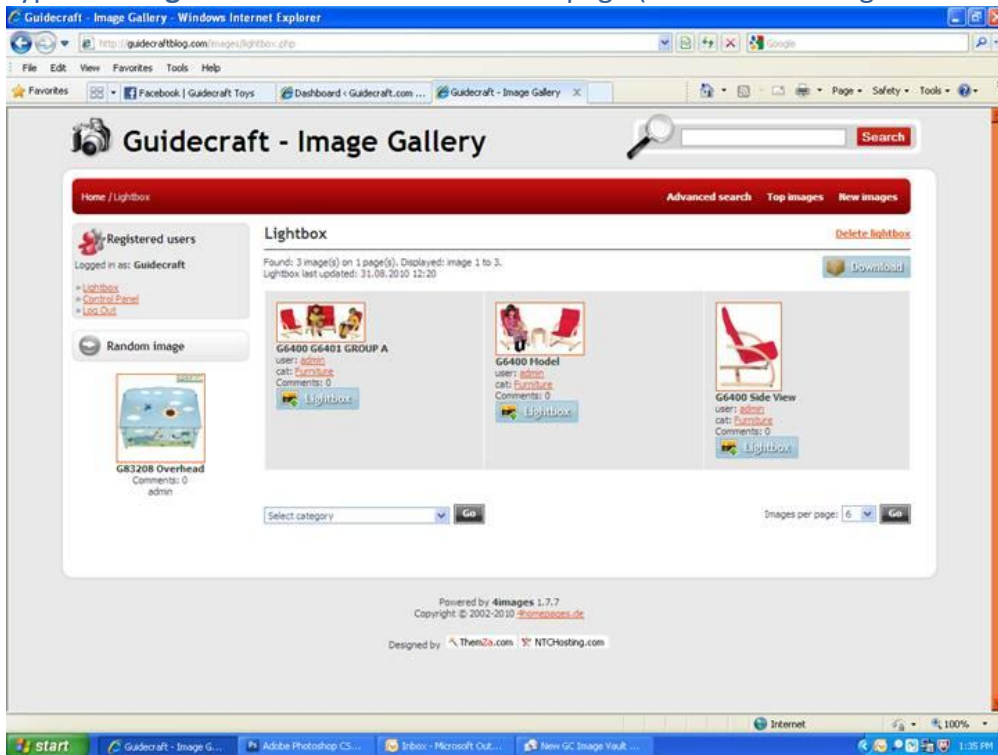 Guidecraft - Image Gallery - Windows Internet Explorer
http://guidecraftblog.com/images/lightbox.php
Google
File Edit View Favorites Tools Help
Favorites Facebook | Guidecraft Toys Dashboard ‹ Guidecraft.com ... Guidecraft - Image Gallery X Page Safety Tools
Guidecraft - Image Gallery
Search
Home / Lightbox
Advanced search Top images New images
Registered users
Logged in as: Guidecraft
» Lightbox
» Control Panel
» Log Out
Random image
G83208 Overhead
Comments: 0
admin
Lightbox
Delete lightbox
Found: 3 image(s) on 1 page(s). Displayed: image 1 to 3.
Lightbox last updated: 31.08.2010 12:20
Download
G6400 G6401 GROUP A
user: admin
cat: Furniture
Comments: 0
Lightbox
G6400 Model
user: admin
cat: Furniture
Comments: 0
Lightbox
G6400 Side View
user: admin
cat: Furniture
Comments: 0
Lightbox
Select category Go
Images per page: 6 Go
Powered by 4images 1.7.7
Copyright © 2002-2010 4homepages.de
Designed by ThemZa.com NTCHosting.com
Internet 100%
start Guidecraft - Image G... Adobe Photoshop CS... Inbox - Microsoft Out... New GC Image Vault ... 1:35 PM